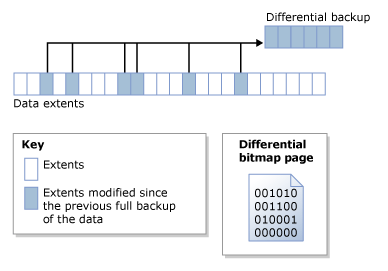 Differential backup
Data extents
Key
Extents
Extents modified since
the previous full backup
of the data
Differential
bitmap page
001010
001100
010001
000000